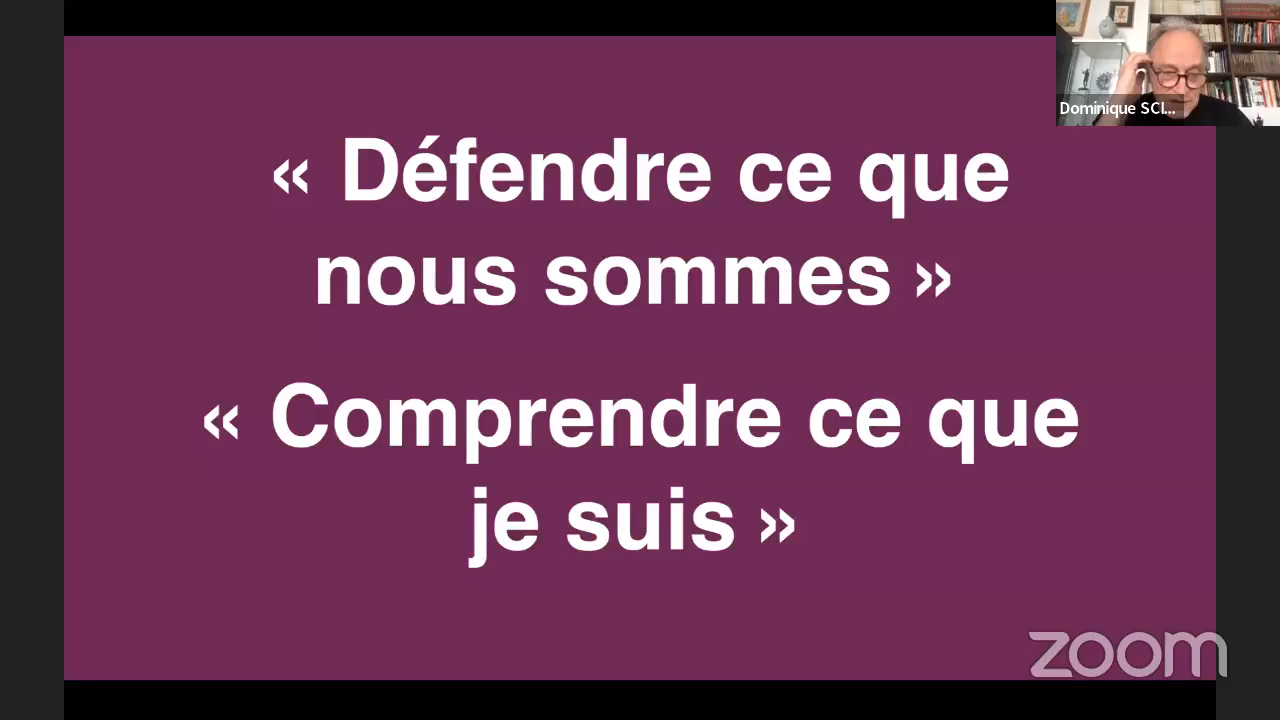 Dominique SCI...
« Défendre ce que
nous sommes »
« Comprendre ce que
je suis »
zoom